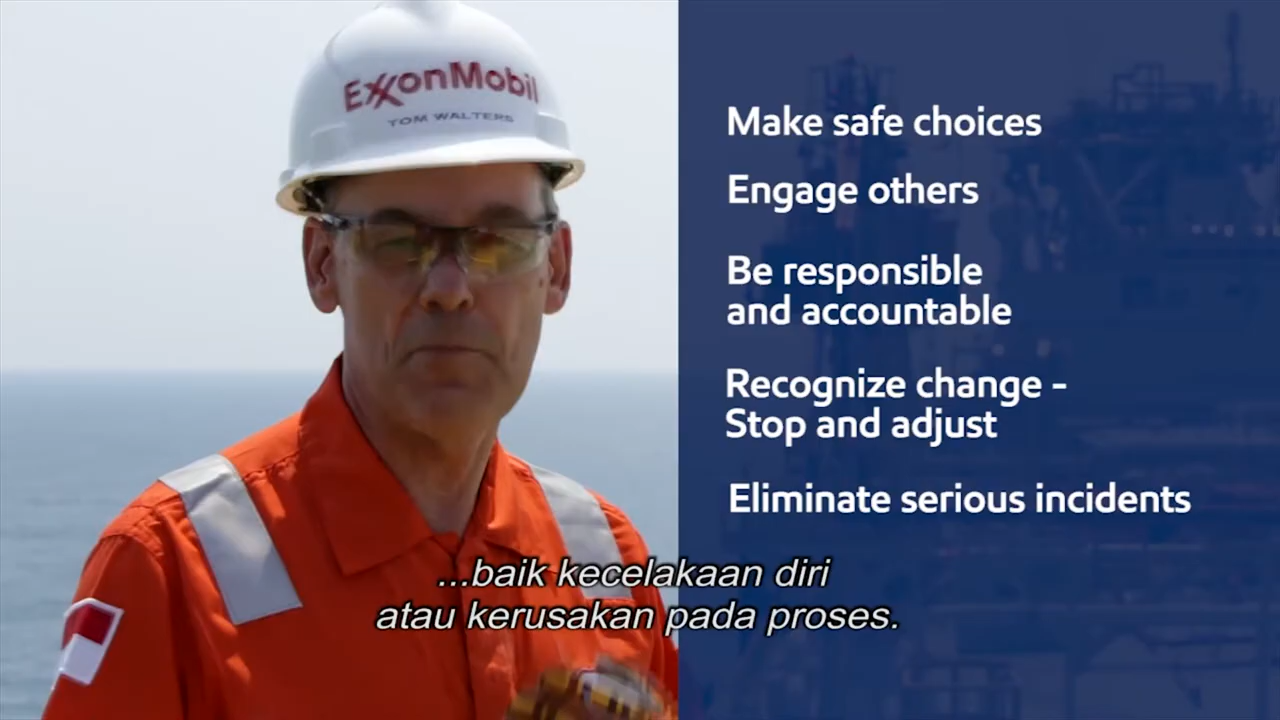 ExxonMobil
TOM WALTERS
Make safe choices
Engage others
Be responsible
and accountable
Recognize change -
Stop and adjust
Eliminate serious incidents
...baik kecelakaan diri
atau kerusakan pada proses.